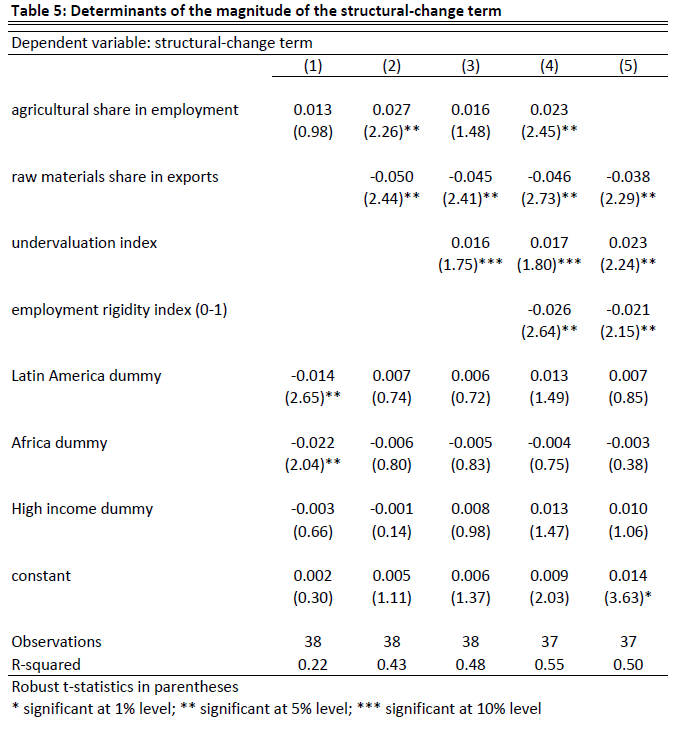 Table 5: Determinants of the magnitude of the structural-change term
Dependent variable: structural-change term
(1) (2) (3) (4) (5)
agricultural share in employment 0.013 0.027 0.016 0.023
(0.98) (2.26)** (1.48) (2.45)**
raw materials share in exports -0.050 -0.045 -0.046 -0.038
(2.44)** (2.41)** (2.73)** (2.29)**
undervaluation index 0.016 0.017 0.023
(1.75)*** (1.80)*** (2.24)**
employment rigidity index (0-1) -0.026 -0.021
(2.64)** (2.15)**
Latin America dummy -0.014 0.007 0.006 0.013 0.007
(2.65)** (0.74) (0.72) (1.49) (0.85)
Africa dummy -0.022 -0.006 -0.005 -0.004 -0.003
(2.04)** (0.80) (0.83) (0.75) (0.38)
High income dummy -0.003 -0.001 0.008 0.013 0.010
(0.66) (0.14) (0.98) (1.47) (1.06)
constant 0.002 0.005 0.006 0.009 0.014
(0.30) (1.11) (1.37) (2.03) (3.63)*
Observations 38 38 38 37 37
R-squared 0.22 0.43 0.48 0.55 0.50
Robust t-statistics in parentheses
* significant at 1% level; ** significant at 5% level; *** significant at 10% level